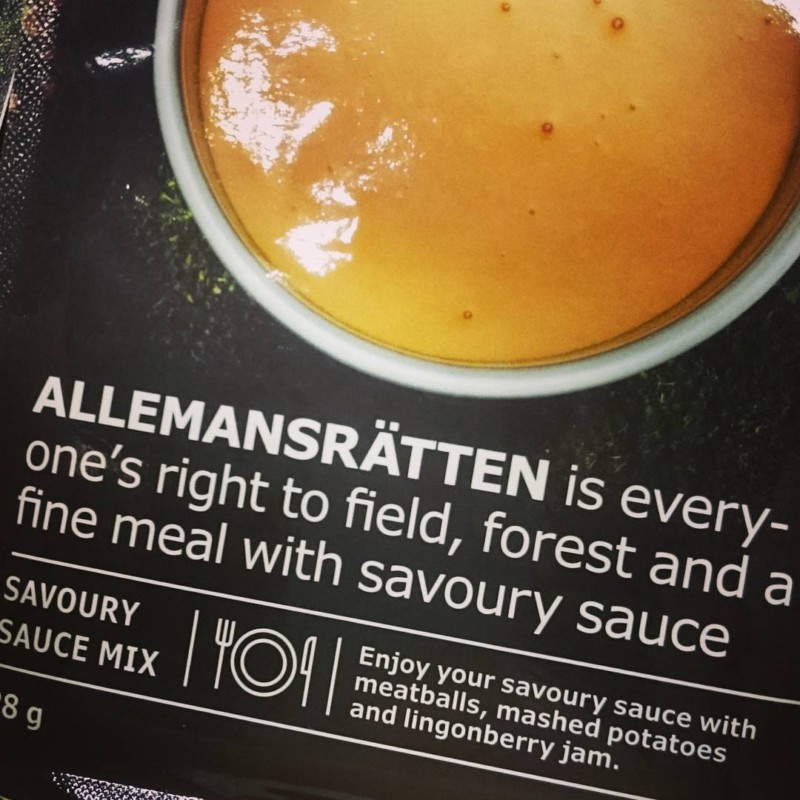 ALLEMANSRÄTTEN is every-
one's right to field, forest and a
fine meal with savoury sauce
SAVOURY
SAUCE MIX
Enjoy your savoury sauce with
meatballs, mashed potatoes
and lingonberry jam.
8 g